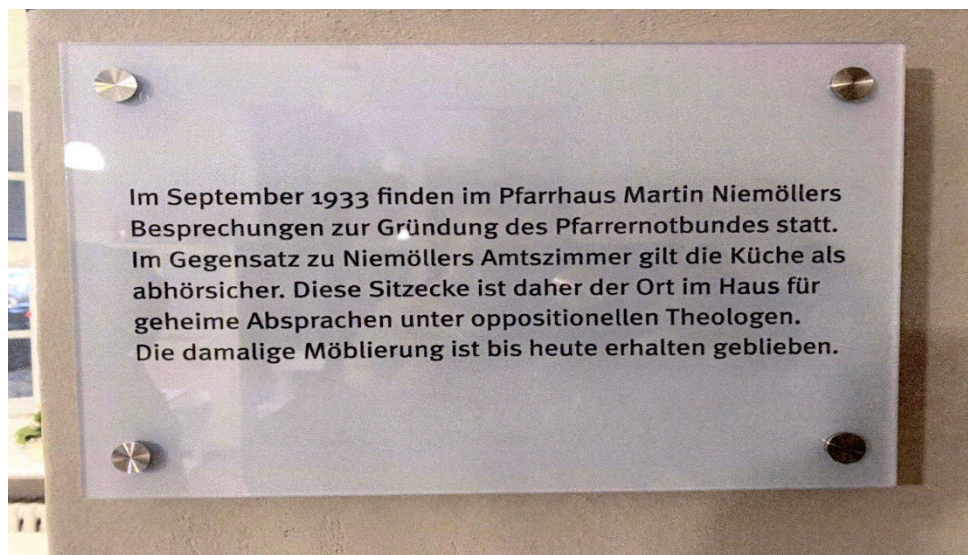 Im September 1933 finden im Pfarrhaus Martin Niemöllers
Besprechungen zur Gründung des Pfarrernotbundes statt.
Im Gegensatz zu Niemöllers Amtszimmer gilt die Küche als
abhörsicher. Diese Sitzecke ist daher der Ort im Haus für
geheime Absprachen unter oppositionellen Theologen.
Die damalige Möblierung ist bis heute erhalten geblieben.